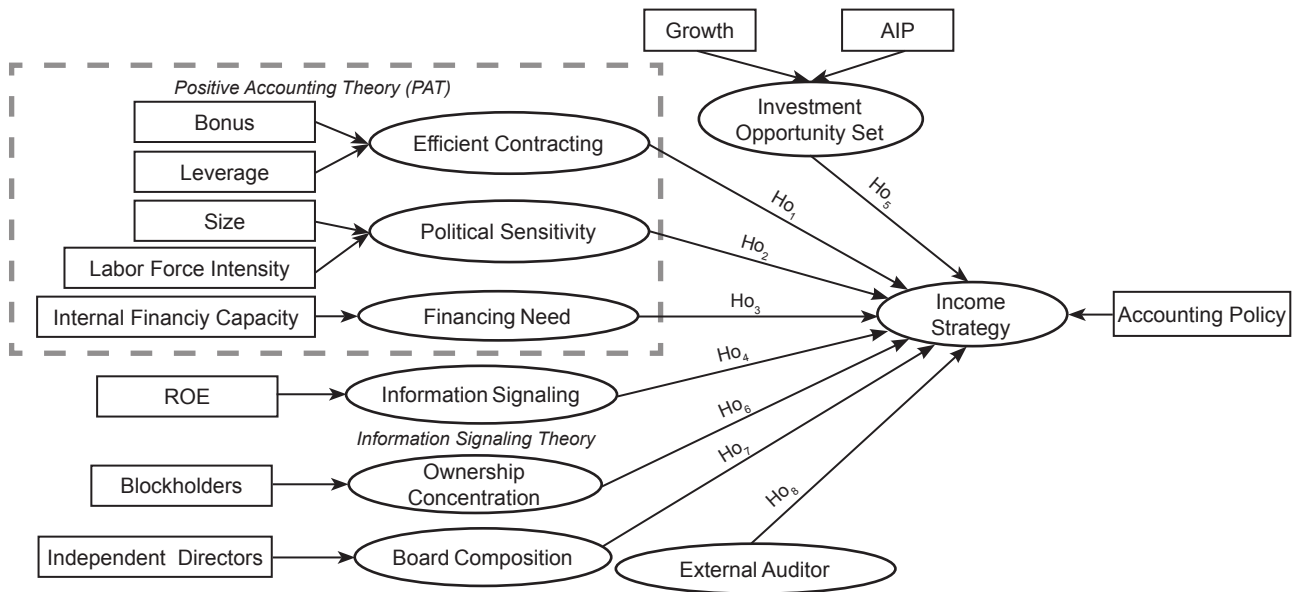 Growth
AIP
Positive Accounting Theory (PAT)
Bonus
Efficient Contracting
Investment
Opportunity Set
Leverage
Ho5
Size
Ho1
Political Sensitivity
Ho2
Labor Force Intensity
Internal Financiy Capacity
Financing Need
Ho3
Income
Strategy
Accounting Policy
Ho4
ROE
Information Signaling
Ho6
Information Signaling Theory
Ho7
Blockholders
Ownership
Concentration
Ho8
Independent Directors
Board Composition
External Auditor